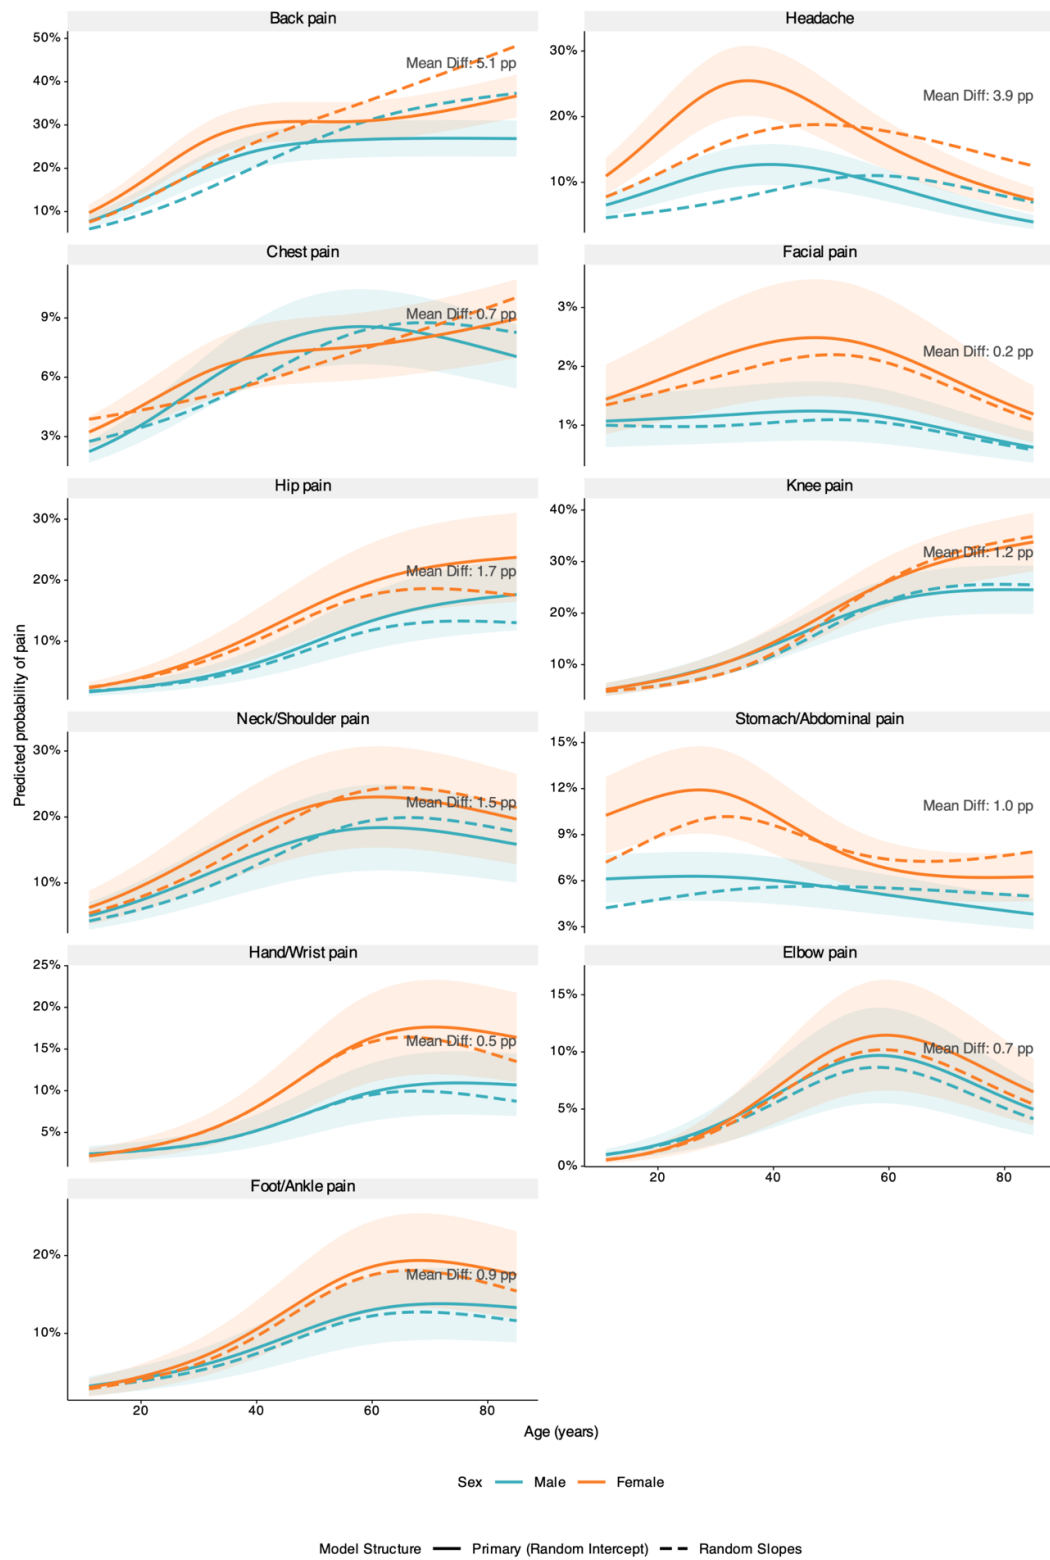 Back pain
50%
40%
30%
20%
10%
Mean Diff: 5.1 pp
Headache
30%
20%
10%
Mean Diff: 3.9 pp
Chest pain
9%
6%
3%
Mean Diff: 0.7 pp
Facial pain
3%
2%
1%
Mean Diff: 0.2 pp
Hip pain
30%
20%
10%
Mean Diff: 1.7 pp
Knee pain
40%
30%
20%
10%
Mean Diff: 1.2 pp
Predicted probability of pain
Neck/Shoulder pain
30%
20%
10%
Mean Diff: 1.5 pp
Stomach/Abdominal pain
15%
12%
9%
6%
3%
Mean Diff: 1.0 pp
Hand/Wrist pain
25%
20%
15%
10%
5%
Mean Diff: 0.5 pp
Elbow pain
15%
10%
5%
0%
Mean Diff: 0.7 pp
20 40 60 80
Foot/Ankle pain
20%
10%
Mean Diff: 0.9 pp
20 40 60 80
Age (years)
Sex Male Female
Model Structure Primary (Random Intercept) Random Slopes